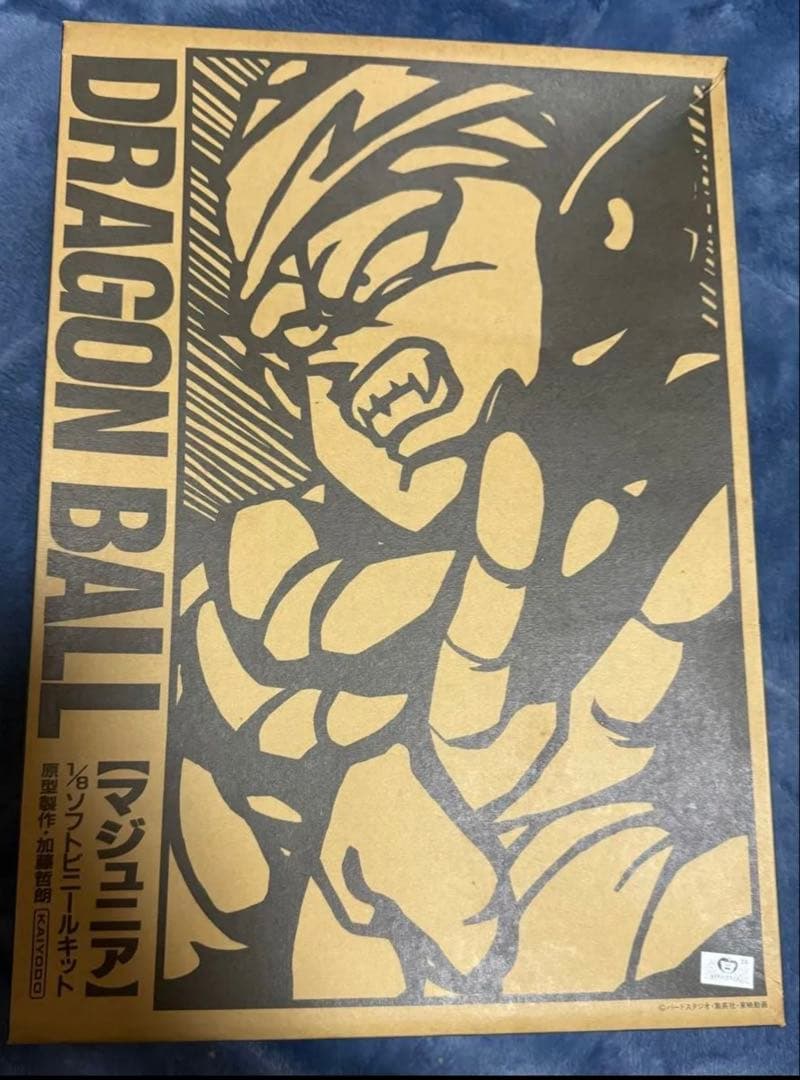 DRAGON BALL
【マジュニア】
1/8ソフトビニールキット
原型製作・加藤哲朗 KAIYODO
©バードスタジオ・集英社・東映動画